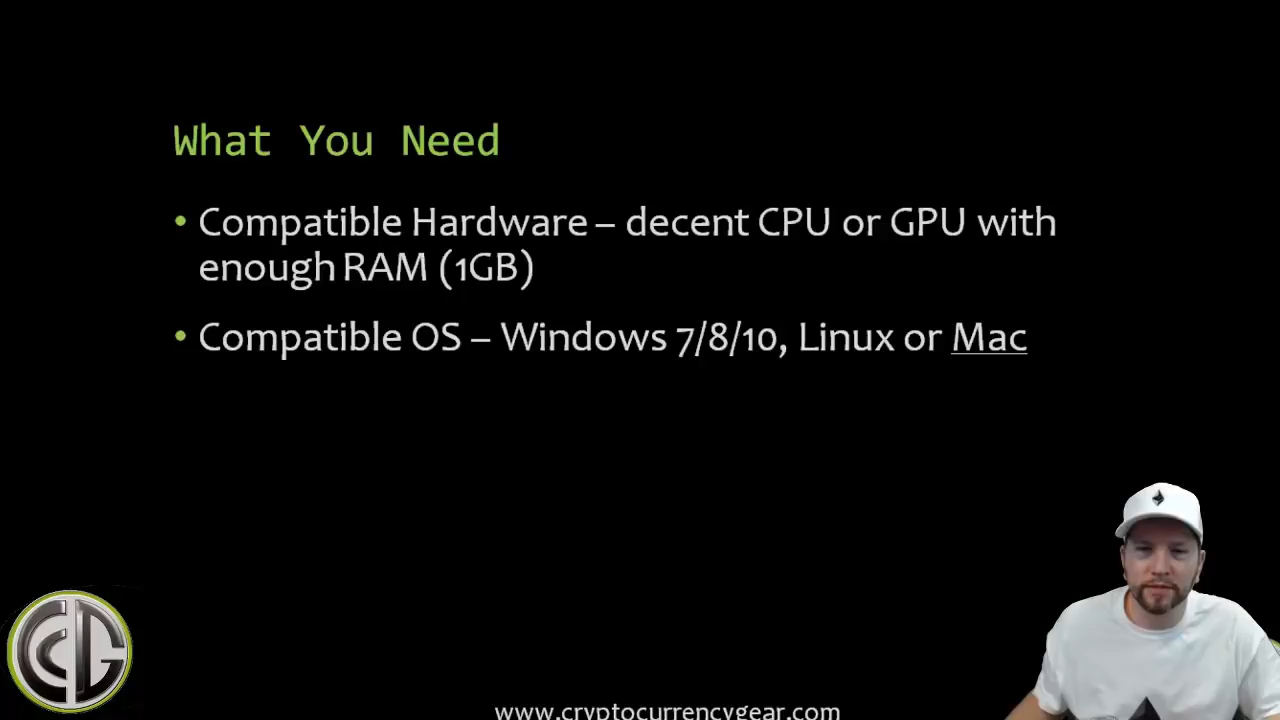 What You Need
• Compatible Hardware – decent CPU or GPU with
enough RAM (1GB)
• Compatible OS – Windows 7/8/10, Linux or Mac
CCG
www.cryptocurrencygear.com